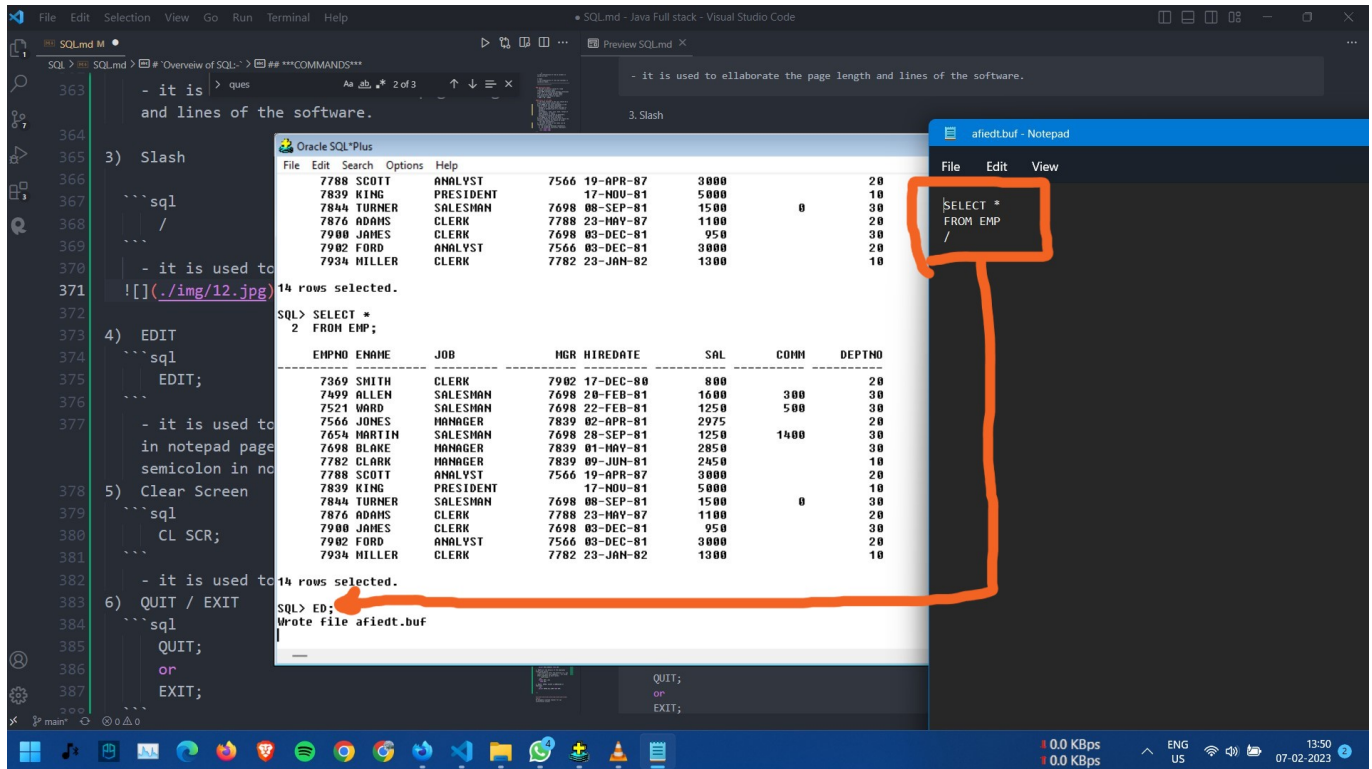 File Edit Selection View Go Run Terminal Help
● SQL.md - Java Full stack - Visual Studio Code
SQL.md M ●
Preview SQL.md
SQL > SQL.md > # `Overveiw of SQL:-` > ## ***COMMANDS***
> ques
Aa ab 2 of 3
363 - it is
and lines of the software.
364
365 3) Slash
366
367 ```sql
368 /
369 ```
370 - it is used to
371 ![](./img/12.jpg)
372
373 4) EDIT
374 ```sql
375 EDIT;
376 ```
377 - it is used to
in notepad page
semicolon in no
378 5) Clear Screen
379 ```sql
380 CL SCR;
381 ```
382 - it is used to
383 6) QUIT / EXIT
384 ```sql
385 QUIT;
386 or
387 EXIT;
388 ```
- it is used to ellaborate the page length and lines of the software.
3. Slash
QUIT;
or
EXIT;
Oracle SQL*Plus
File Edit Search Options Help
7788 SCOTT ANALYST 7566 19-APR-87 3000 20
7839 KING PRESIDENT 17-NOV-81 5000 10
7844 TURNER SALESMAN 7698 08-SEP-81 1500 0 30
7876 ADAMS CLERK 7788 23-MAY-87 1100 20
7900 JAMES CLERK 7698 03-DEC-81 950 30
7902 FORD ANALYST 7566 03-DEC-81 3000 20
7934 MILLER CLERK 7782 23-JAN-82 1300 10
14 rows selected.
SQL> SELECT *
2 FROM EMP;
EMPNO ENAME JOB MGR HIREDATE SAL COMM DEPTNO
---------- ---------- --------- ---------- --------- ---------- ---------- ----------
7369 SMITH CLERK 7902 17-DEC-80 800 20
7499 ALLEN SALESMAN 7698 20-FEB-81 1600 300 30
7521 WARD SALESMAN 7698 22-FEB-81 1250 500 30
7566 JONES MANAGER 7839 02-APR-81 2975 20
7654 MARTIN SALESMAN 7698 28-SEP-81 1250 1400 30
7698 BLAKE MANAGER 7839 01-MAY-81 2850 30
7782 CLARK MANAGER 7839 09-JUN-81 2450 10
7788 SCOTT ANALYST 7566 19-APR-87 3000 20
7839 KING PRESIDENT 17-NOV-81 5000 10
7844 TURNER SALESMAN 7698 08-SEP-81 1500 0 30
7876 ADAMS CLERK 7788 23-MAY-87 1100 20
7900 JAMES CLERK 7698 03-DEC-81 950 30
7902 FORD ANALYST 7566 03-DEC-81 3000 20
7934 MILLER CLERK 7782 23-JAN-82 1300 10
14 rows selected.
SQL> ED;
Wrote file afiedt.buf
afiedt.buf - Notepad
File Edit View
SELECT *
FROM EMP
/
main* 0 0
0.0 KBps
0.0 KBps
ENG
US
13:50
07-02-2023
2